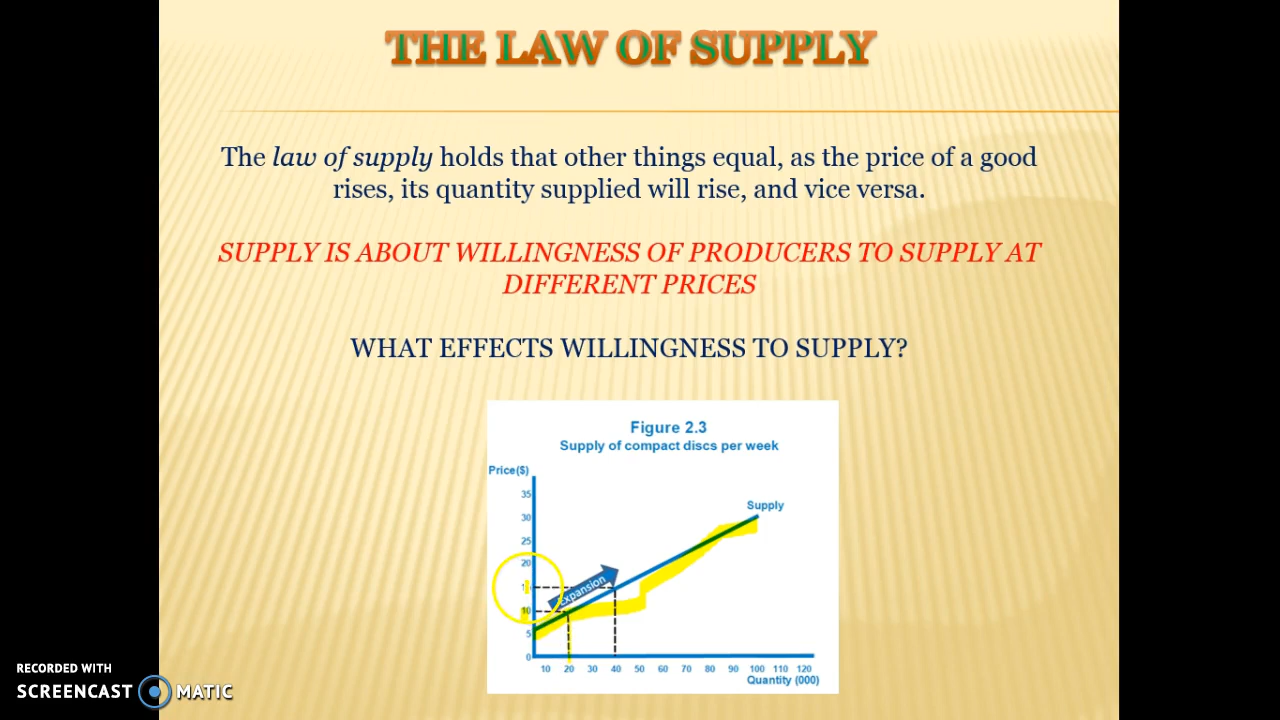 THE LAW OF SUPPLY
The law of supply holds that other things equal, as the price of a good
rises, its quantity supplied will rise, and vice versa.
SUPPLY IS ABOUT WILLINGNESS OF PRODUCERS TO SUPPLY AT
DIFFERENT PRICES
WHAT EFFECTS WILLINGNESS TO SUPPLY?
Figure 2.3
Supply of compact discs per week
Price($)
35
30
25
20
10
5
0
Supply
Expansion
10 20 30 40 50 60 70 80 90 100 110 120
Quantity (000)
RECORDED WITH
SCREENCAST MATIC